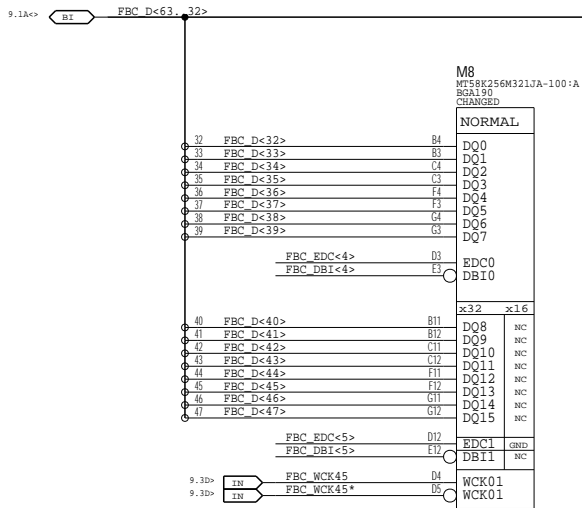 9.1A<> BI FBC_D<63..32>
M8
MT58K256M321JA-100:A
BGA190
CHANGED
NORMAL
32 FBC_D<32> B4 DQ0
33 FBC_D<33> B3 DQ1
34 FBC_D<34> C4 DQ2
35 FBC_D<35> C3 DQ3
36 FBC_D<36> F4 DQ4
37 FBC_D<37> F3 DQ5
38 FBC_D<38> G4 DQ6
39 FBC_D<39> G3 DQ7
FBC_EDC<4> D3 EDC0
FBC_DBI<4> E3 DBI0
x32 x16
40 FBC_D<40> B11 DQ8 NC
41 FBC_D<41> B12 DQ9 NC
42 FBC_D<42> C11 DQ10 NC
43 FBC_D<43> C12 DQ11 NC
44 FBC_D<44> F11 DQ12 NC
45 FBC_D<45> F12 DQ13 NC
46 FBC_D<46> G11 DQ14 NC
47 FBC_D<47> G12 DQ15 NC
FBC_EDC<5> D12 EDC1 GND
FBC_DBI<5> E12 DBI1 NC
9.3D> IN FBC_WCK45 D4 WCK01
9.3D> IN FBC_WCK45* D5 WCK01